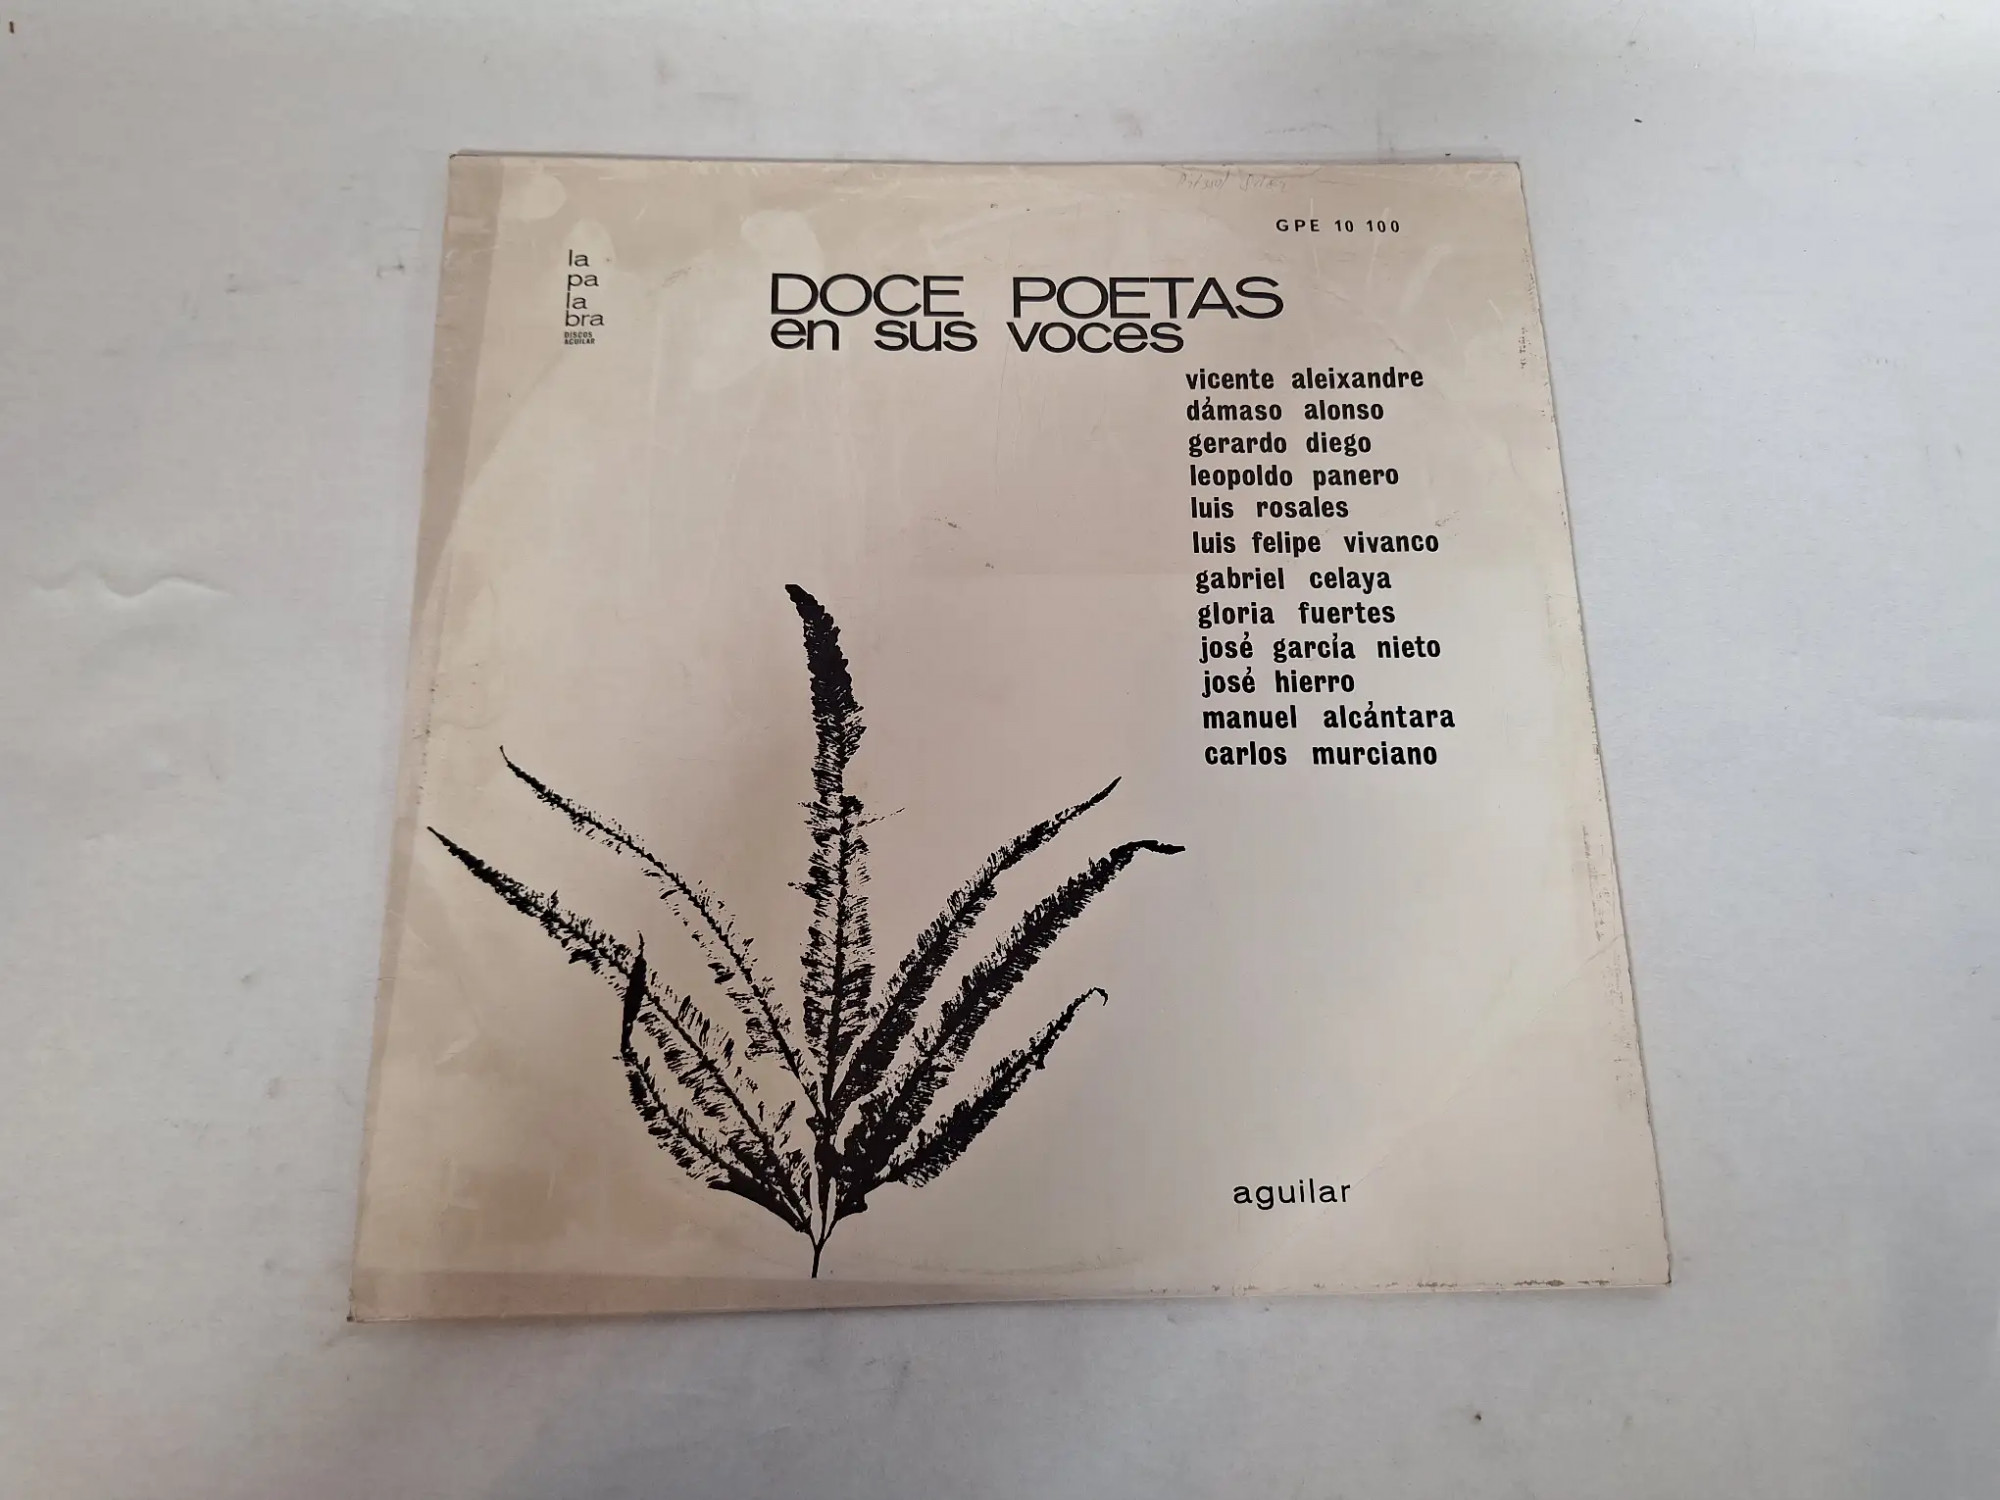 GPE 10 100
la
pa
la
bra
DISCOS
AGUILAR
DOCE POETAS
en sus voces
vicente aleixandre
dámaso alonso
gerardo diego
leopoldo panero
luis rosales
luis felipe vivanco
gabriel celaya
gloria fuertes
josé garcía nieto
josé hierro
manuel alcántara
carlos murciano
aguilar